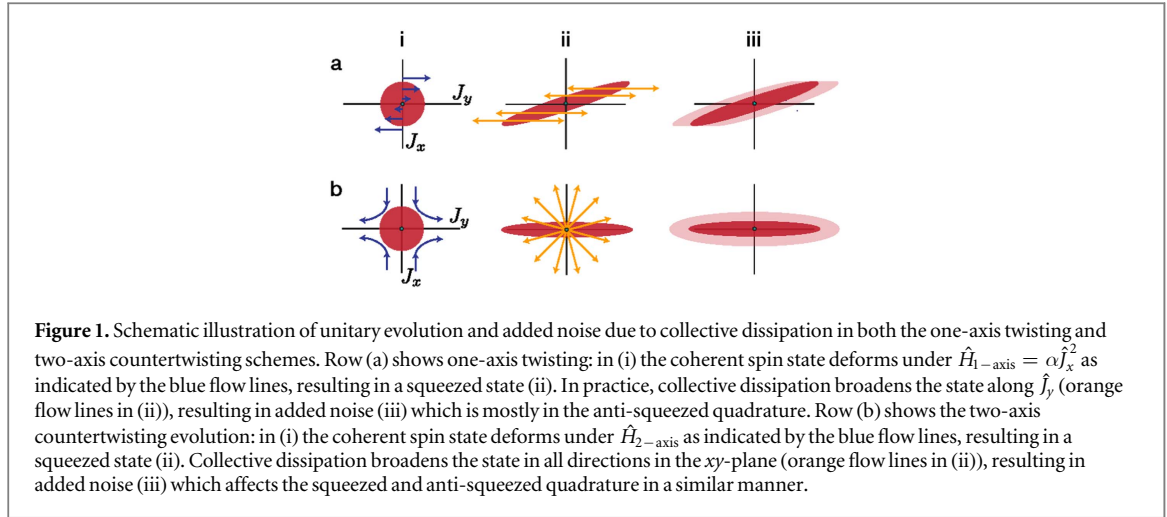 i ii iii
a
J_y
J_x
b
J_y
J_x
Figure 1. Schematic illustration of unitary evolution and added noise due to collective dissipation in both the one-axis twisting and
two-axis countertwisting schemes. Row (a) shows one-axis twisting: in (i) the coherent spin state deforms under Ĥ₁₋ₐₓᵢₛ = αĴₓ² as
indicated by the blue flow lines, resulting in a squeezed state (ii). In practice, collective dissipation broadens the state along Ĵ_y (orange
flow lines in (ii)), resulting in added noise (iii) which is mostly in the anti-squeezed quadrature. Row (b) shows the two-axis
countertwisting evolution: in (i) the coherent spin state deforms under Ĥ₂₋ₐₓᵢₛ as indicated by the blue flow lines, resulting in a
squeezed state (ii). Collective dissipation broadens the state in all directions in the xy-plane (orange flow lines in (ii)), resulting in
added noise (iii) which affects the squeezed and anti-squeezed quadrature in a similar manner.